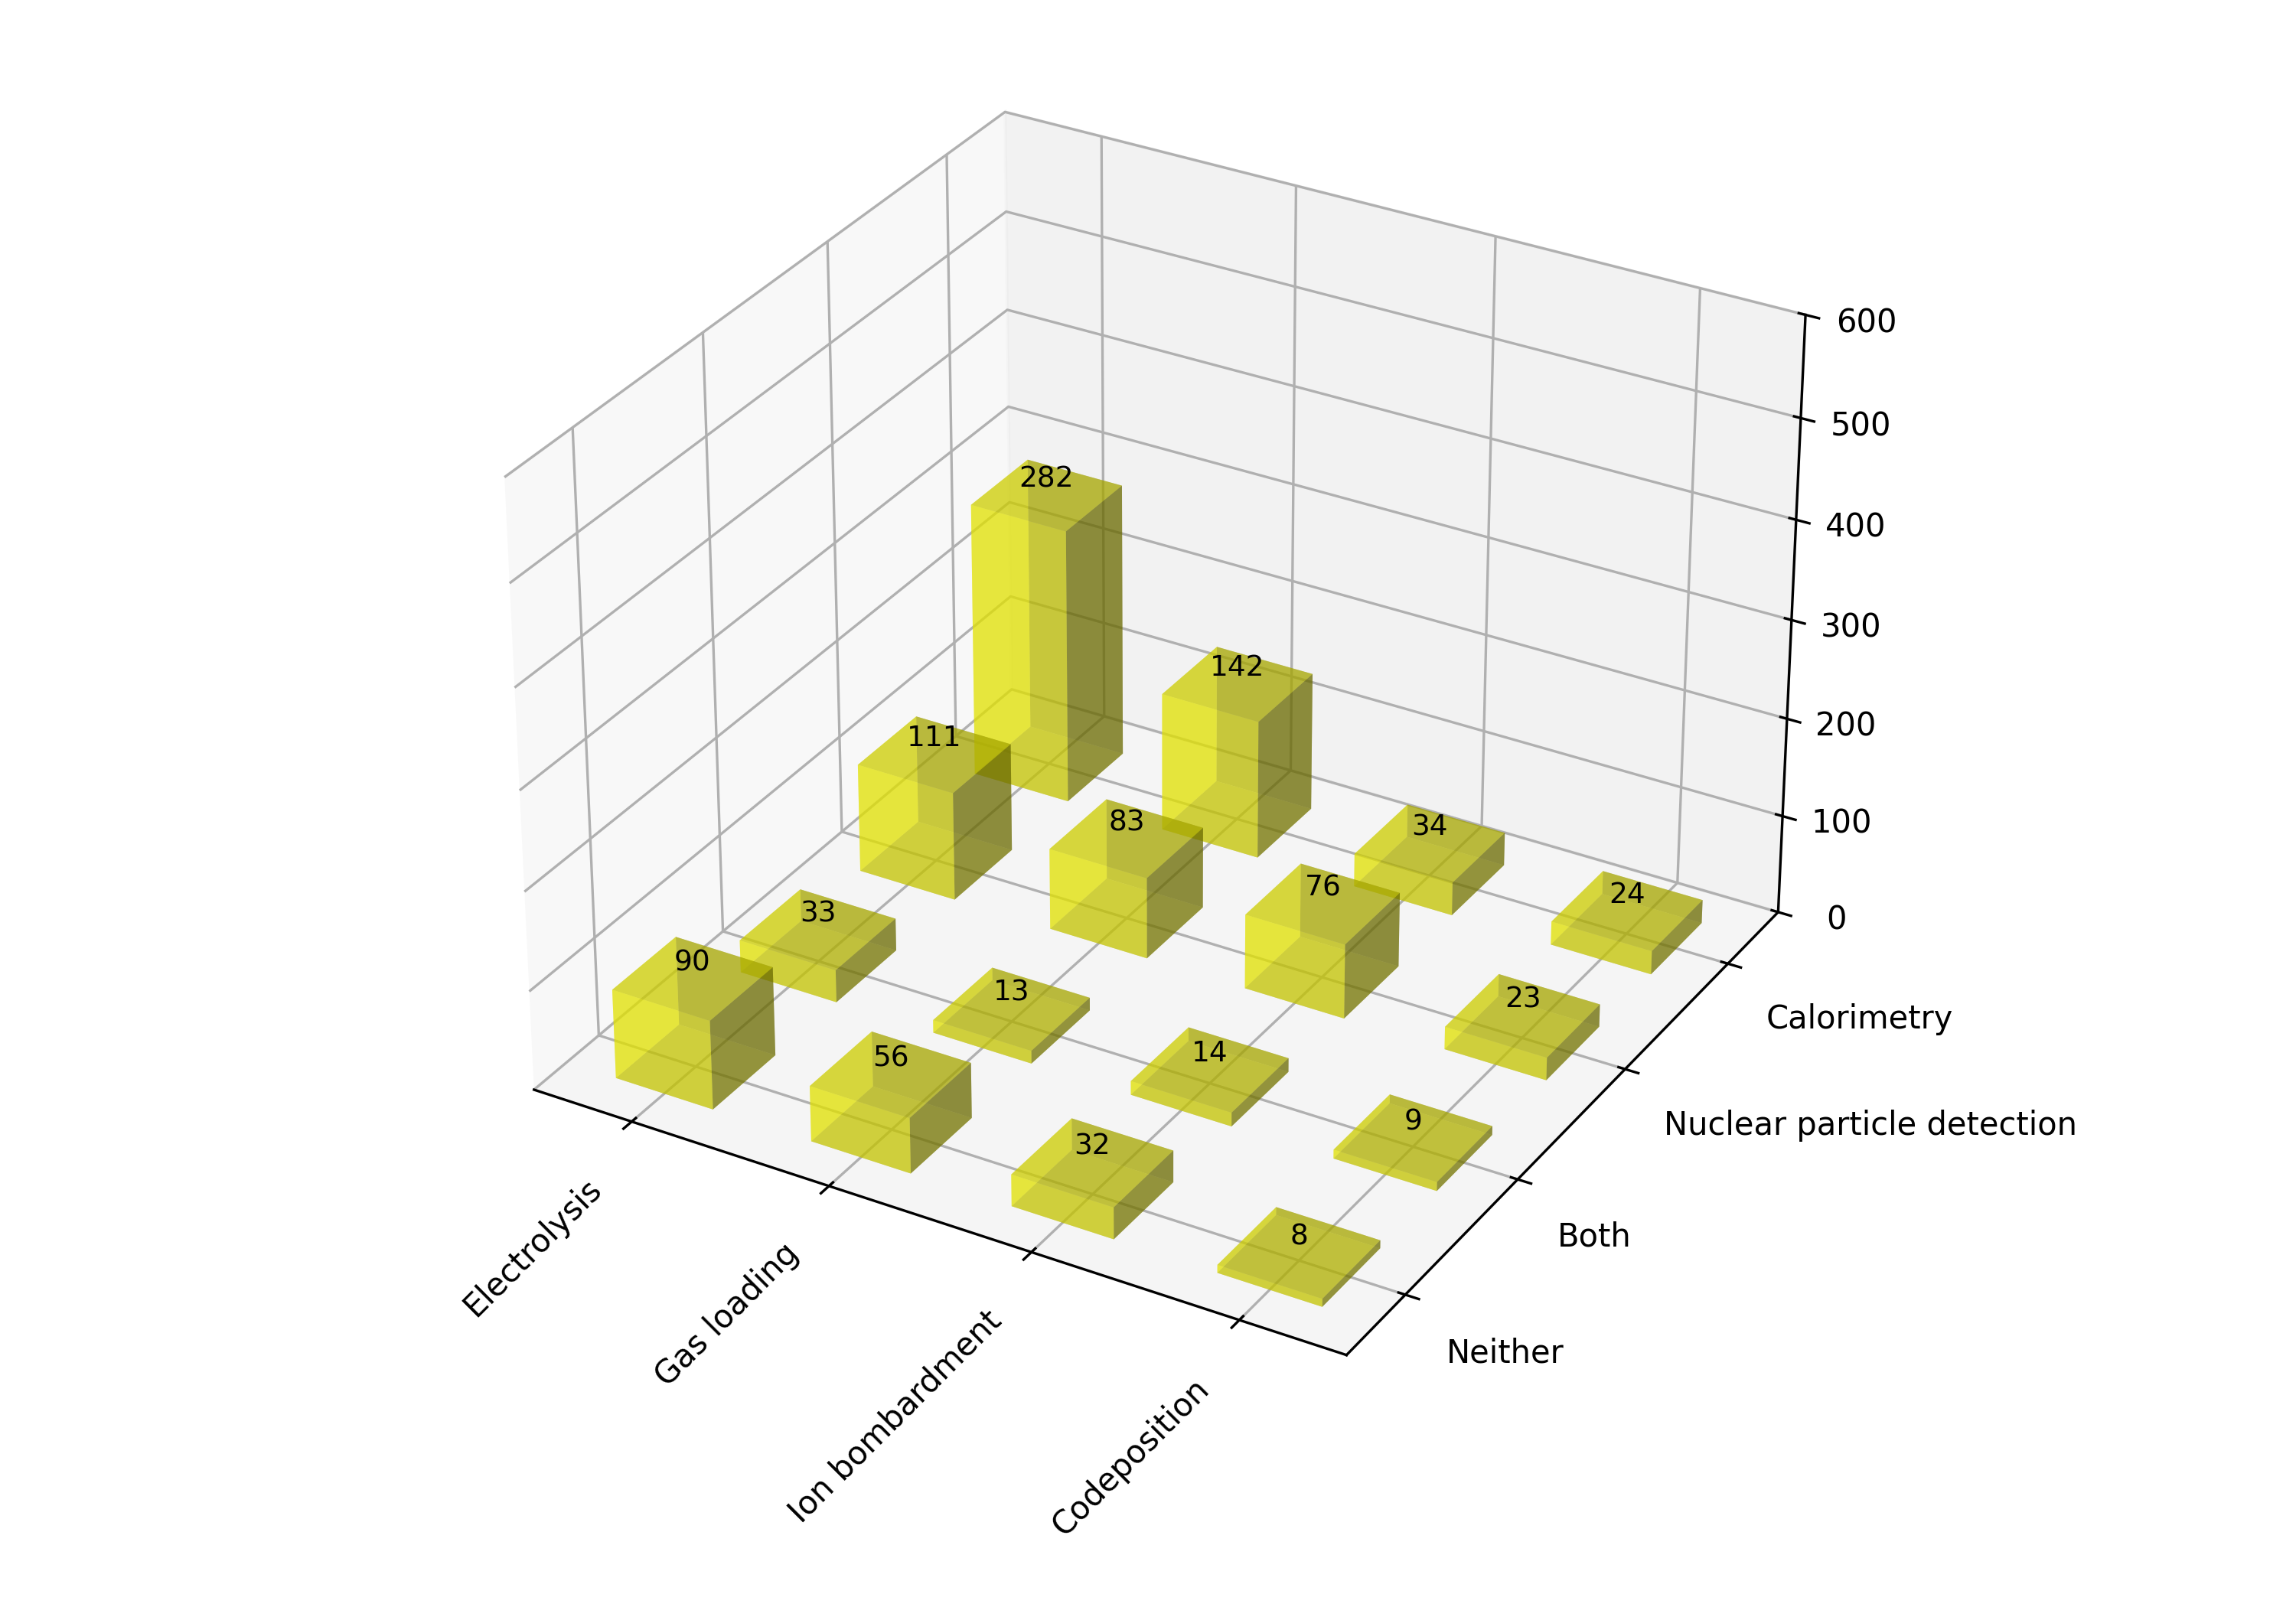 600
500
400
300
200
100
0
282
142
111
83
34
76
24
33
90
13
23
56
14
9
32
8
Calorimetry
Nuclear particle detection
Both
Neither
Electrolysis
Gas loading
Ion bombardment
Codeposition